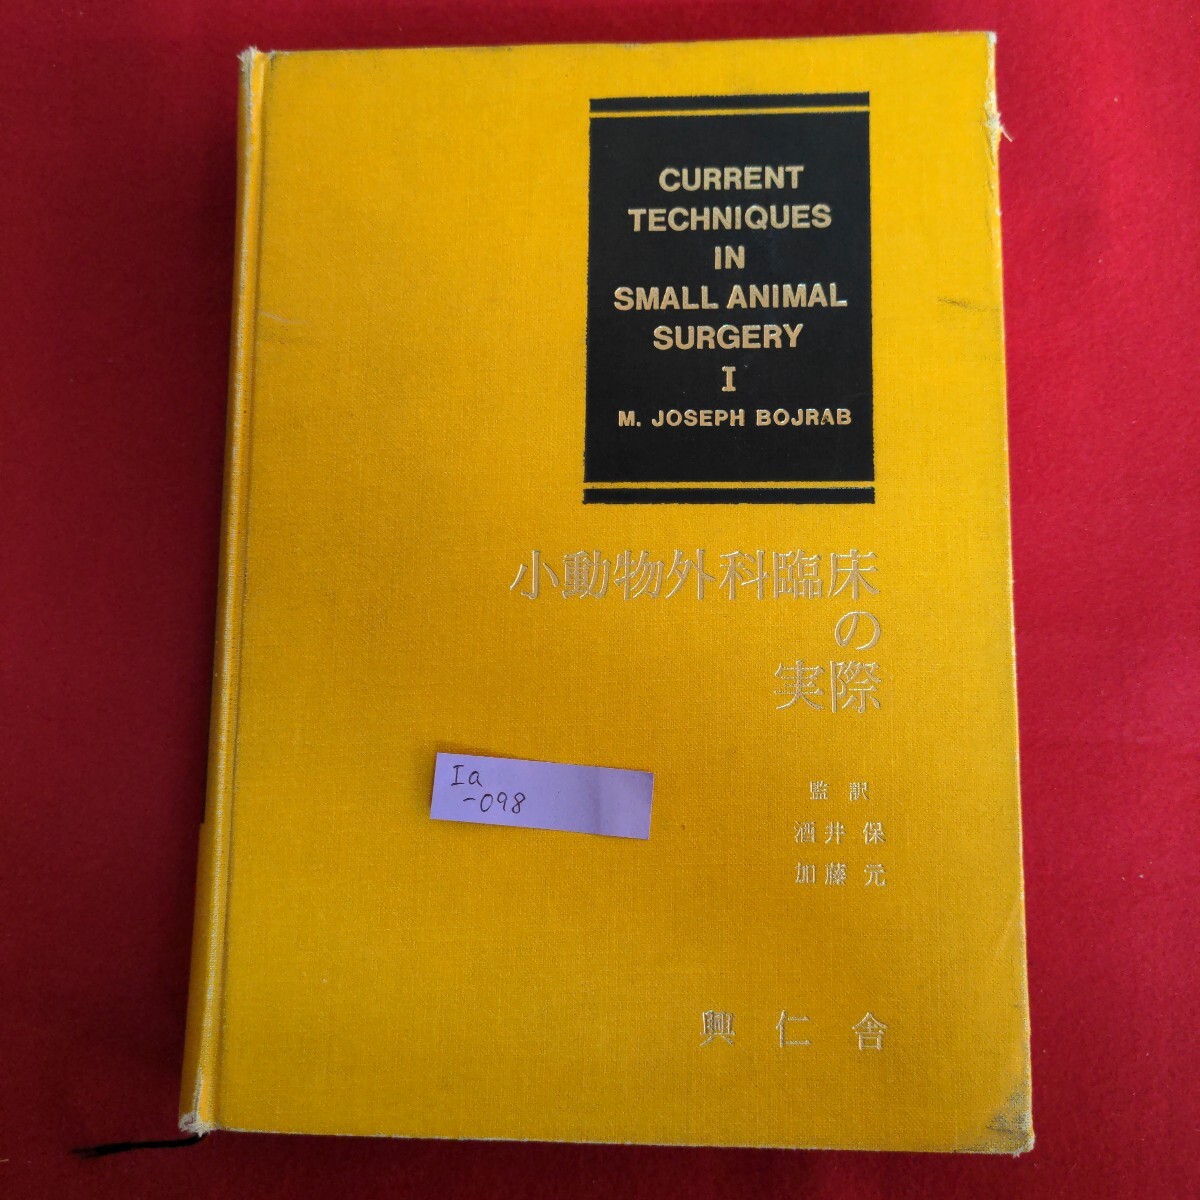 CURRENT
TECHNIQUES
IN
SMALL ANIMAL
SURGERY
I
M. JOSEPH BOJRAB
小動物外科臨床
の
実際
Ia
-098
監訳
酒井 保
加藤 元
興仁舎